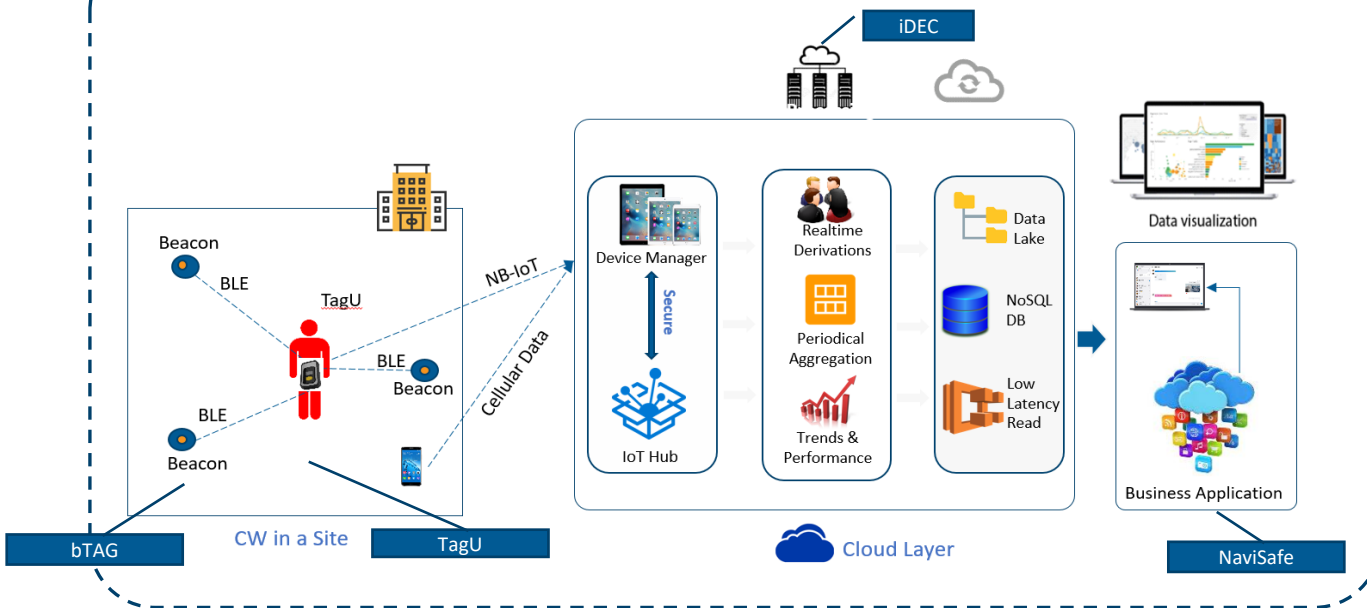 iDEC
Data visualization
Beacon
BLE
TagU
NB-IoT
BLE
Beacon
Cellular Data
BLE
Beacon
CW in a Site
bTAG
TagU
Device Manager
Secure
IoT Hub
Realtime
Derivations
Periodical
Aggregation
Trends &
Performance
Data
Lake
NoSQL
DB
Low
Latency
Read
Cloud Layer
Business Application
NaviSafe